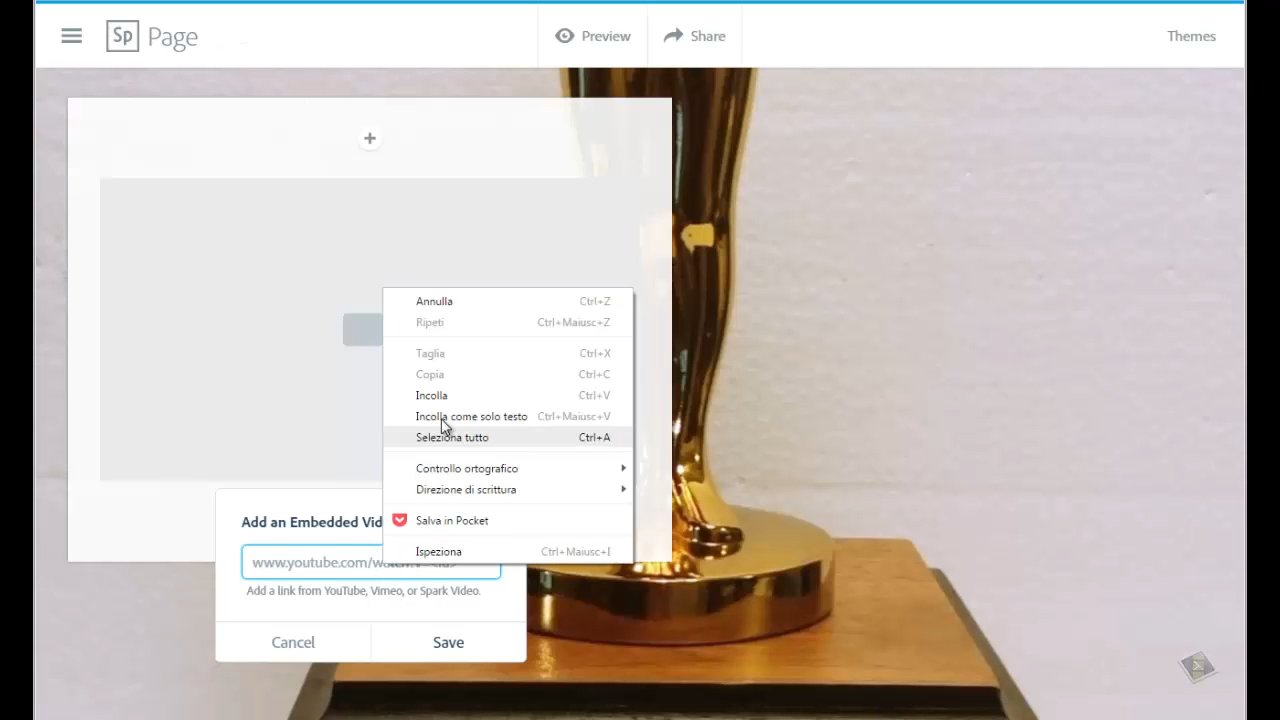 Sp Page
Preview
Share
Themes
Annulla Ctrl+Z
Ripeti Ctrl+Maiusc+Z
Taglia Ctrl+X
Copia Ctrl+C
Incolla Ctrl+V
Incolla come solo testo Ctrl+Maiusc+V
Seleziona tutto Ctrl+A
Controllo ortografico
Direzione di scrittura
Salva in Pocket
Ispeziona Ctrl+Maiusc+I
Add an Embedded Vid
www.youtube.com/
Add a link from YouTube, Vimeo, or Spark Video.
Cancel Save